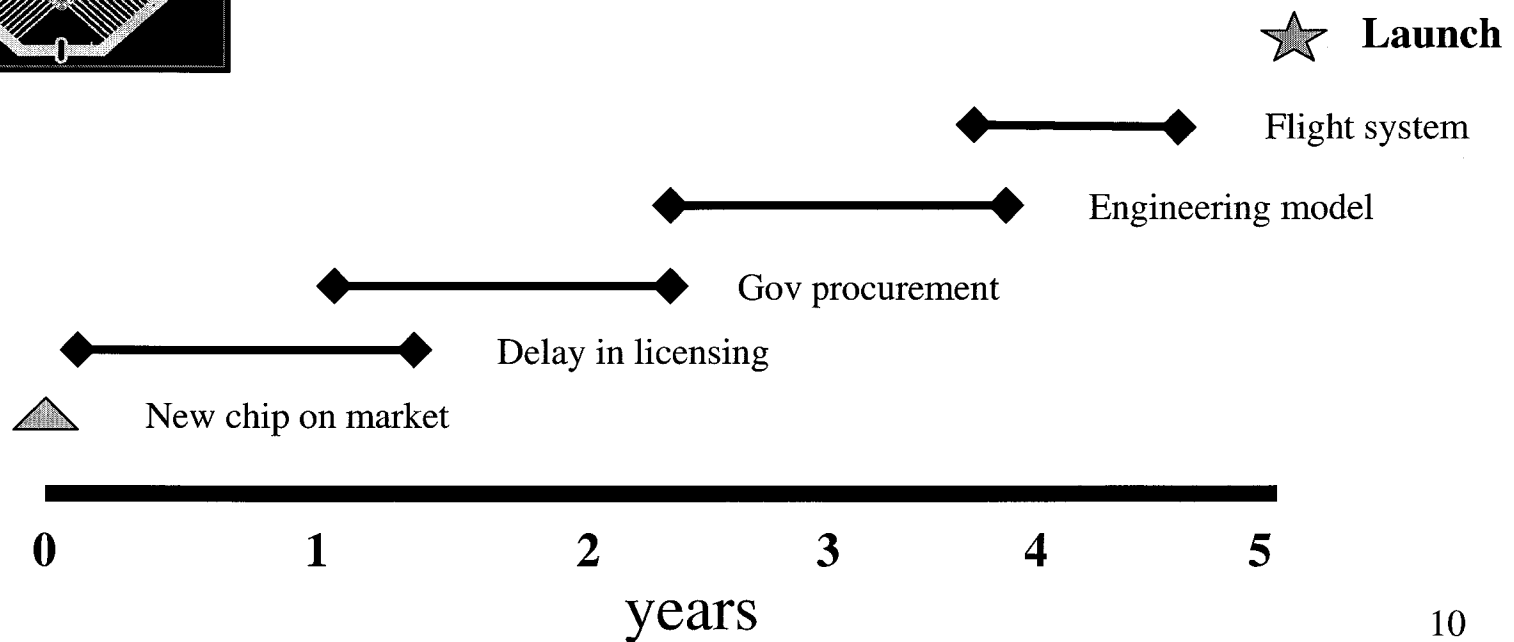 Launch
Flight system
Engineering model
Gov procurement
Delay in licensing
New chip on market
0 1 2 3 4 5
years
10